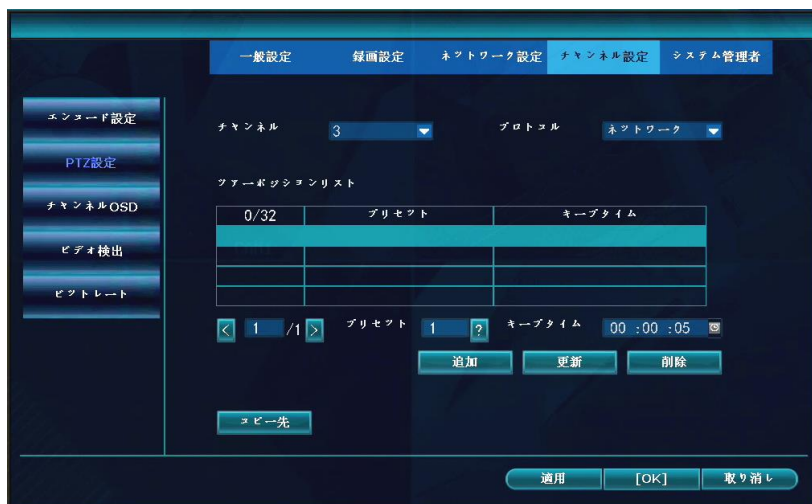 一般設定 録画設定 ネットワーク設定 チャンネル設定 システム管理者
エンコード設定
PTZ設定
チャンネルOSD
ビデオ検出
ビットレート
チャンネル 3 プロトコル ネットワーク
ツアーポジションリスト
0/32 プリセット キープタイム
< 1 /1 > プリセット 1 ? キープタイム 00 :00 :05
追加 更新 削除
コピー先
適用 [OK] 取り消し